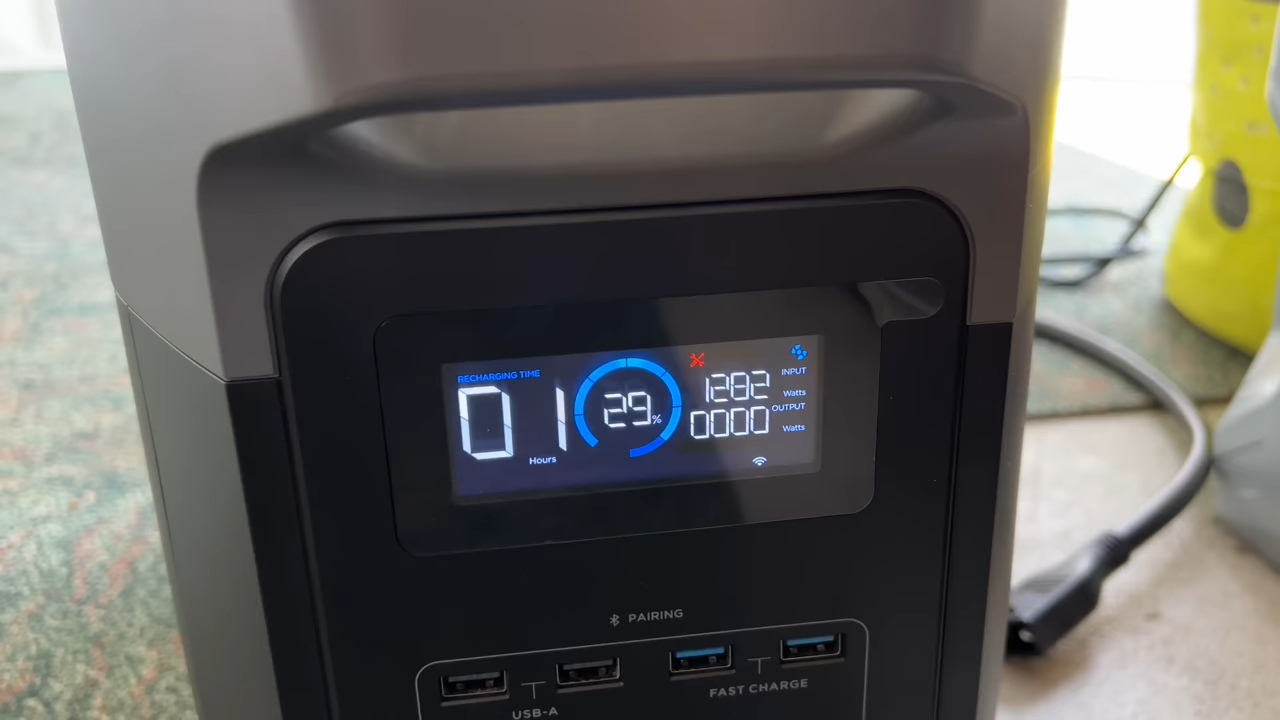 RECHARGING TIME
01
Hours
29%
1282
INPUT
Watts
0000
OUTPUT
Watts
PAIRING
USB-A
FAST CHARGE